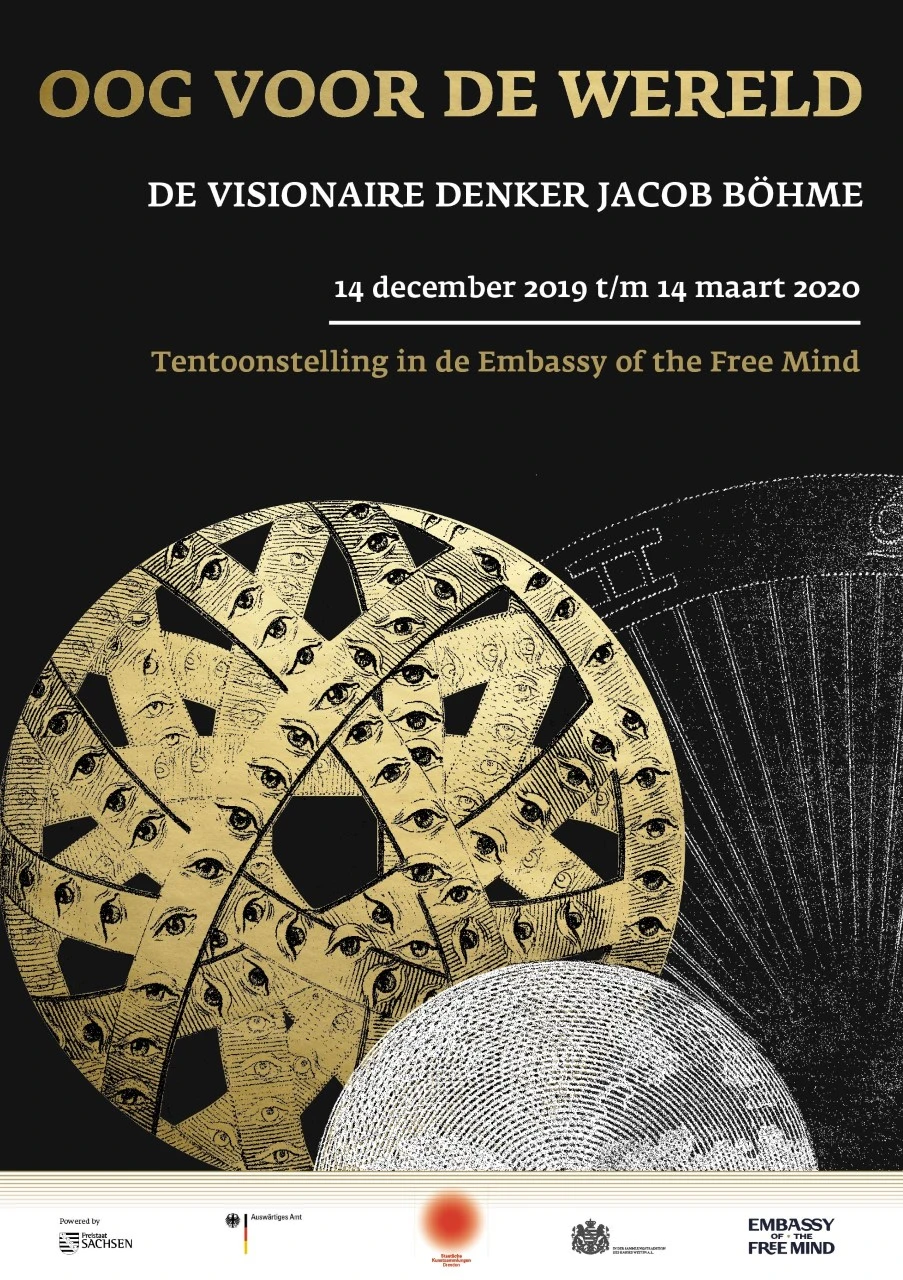 OOG VOOR DE WERELD
DE VISIONAIRE DENKER JACOB BÖHME
14 december 2019 t/m 14 maart 2020
Tentoonstelling in de Embassy of the Free Mind
Powered by
Freistaat
SACHSEN
Auswärtiges Amt
Staatliche
Kunstsammlungen
Dresden
EMBASSY
OF THE
FREE MIND